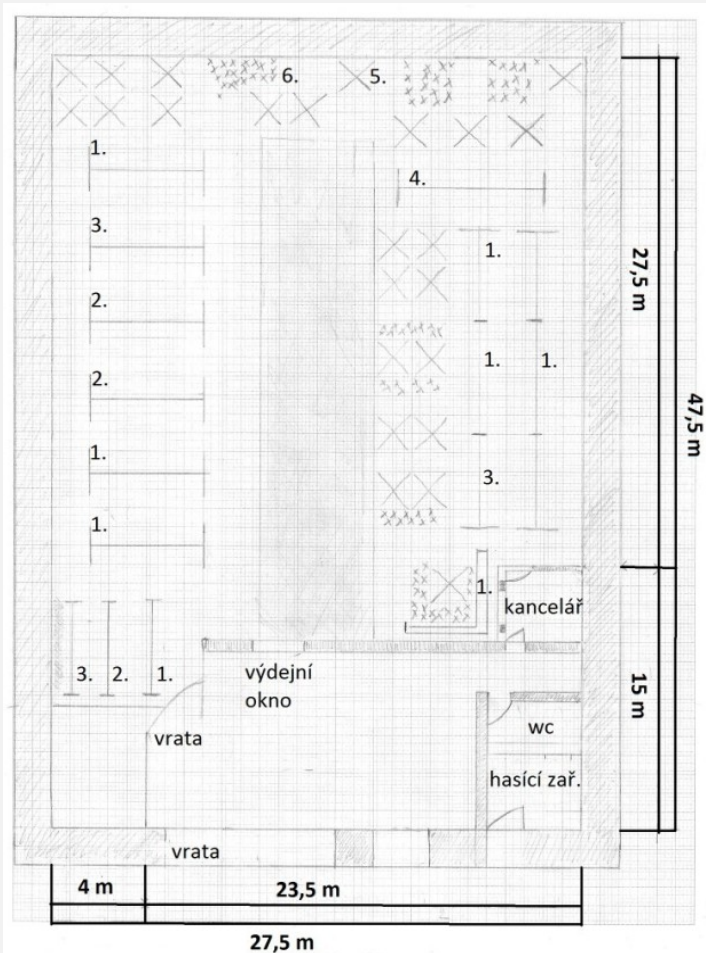 6.
5.
1.
4.
3.
1.
2.
1.
1.
2.
1.
3.
1.
1.
kancelář
3.
2.
1.
výdejní
okno
vrata
wc
hasící zař.
vrata
27,5 m
47,5 m
15 m
4 m
23,5 m
27,5 m